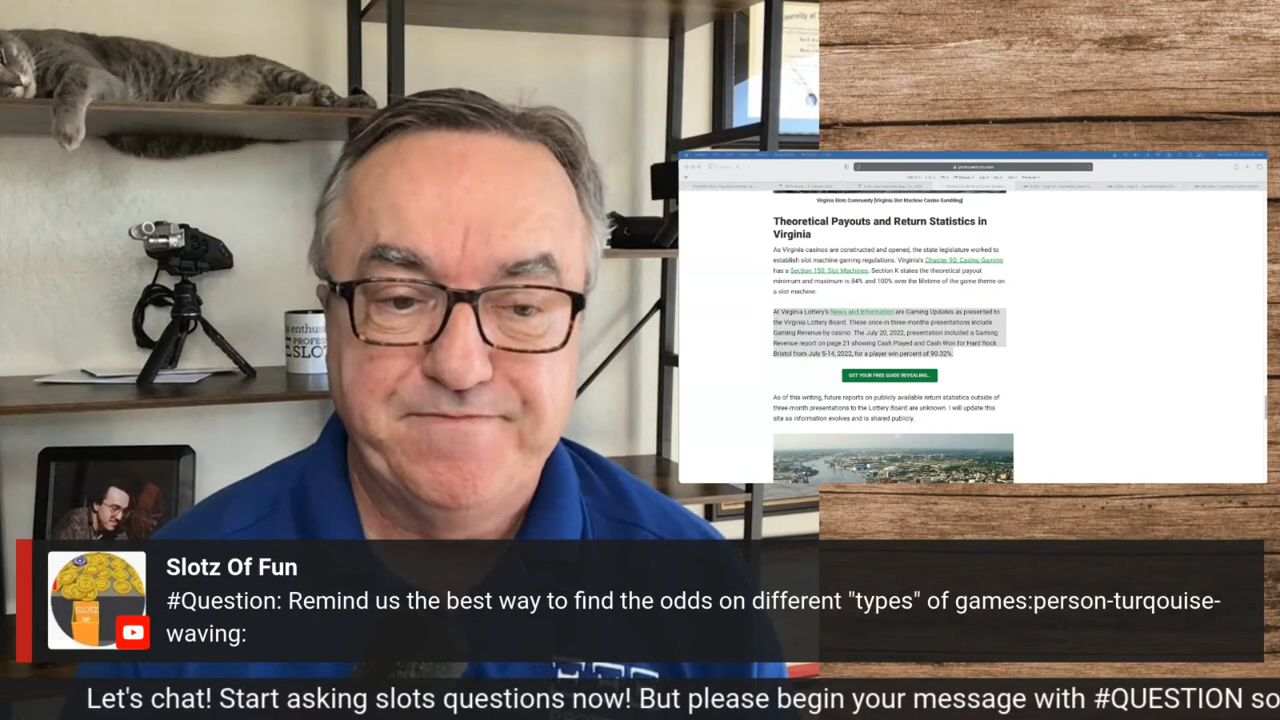 University of
enthus
PROFE
SLO
Virginia Slots Community [Virginia Slot Machine Casino Gambling]
Theoretical Payouts and Return Statistics in
Virginia
As Virginia casinos are constructed and opened, the state legislature worked to
establish slot machine gaming regulations. Virginia's Chapter 90. Casino Gaming
has a Section 150. Slot Machines. Section K states the theoretical payout
minimum and maximum is 84% and 100% over the lifetime of the game theme on
a slot machine.
At Virginia Lottery's News and Information are Gaming Updates as presented to
the Virginia Lottery Board. These once-in-three-months presentations include
Gaming Revenue by casino. The July 20, 2022, presentation included a Gaming
Revenue report on page 21 showing Cash Played and Cash Won for Hard Rock
Bristol from July 5-14, 2022, for a player win percent of 90.32%.
GET YOUR FREE GUIDE REVEALING...
As of this writing, future reports on publicly available return statistics outside of
three-month presentations to the Lottery Board are unknown. I will update this
site as information evolves and is shared publicly.
SLOTZ
Slotz Of Fun
#Question: Remind us the best way to find the odds on different "types" of games:person-turqouise-
waving:
Let's chat! Start asking slots questions now! But please begin your message with #QUESTION so